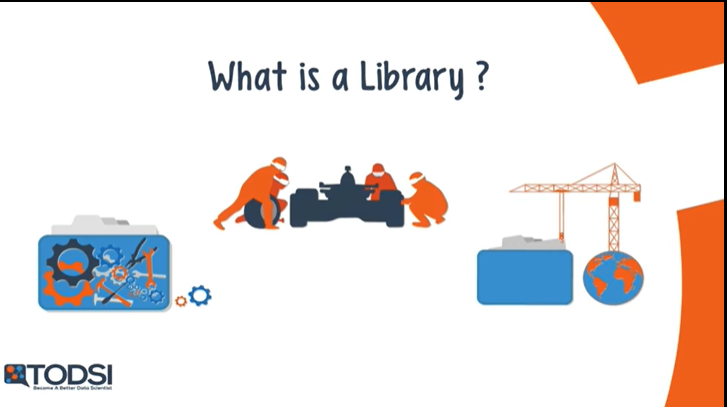 What is a Library ?
TODSI
Become A Better Data Scientist